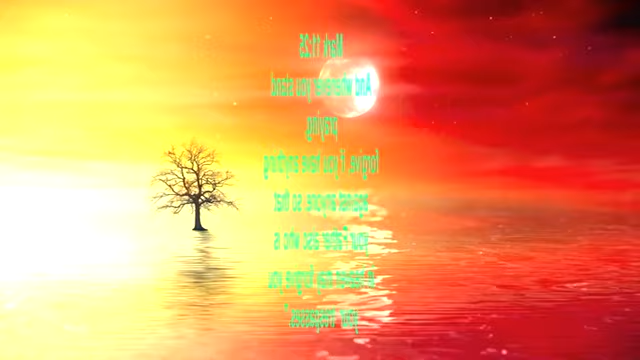 Mark 11:25
And whenever you stand
praying,
forgive, if you have anything
against anyone, so that
your Father also who is
in heaven may forgive you
your trespasses."